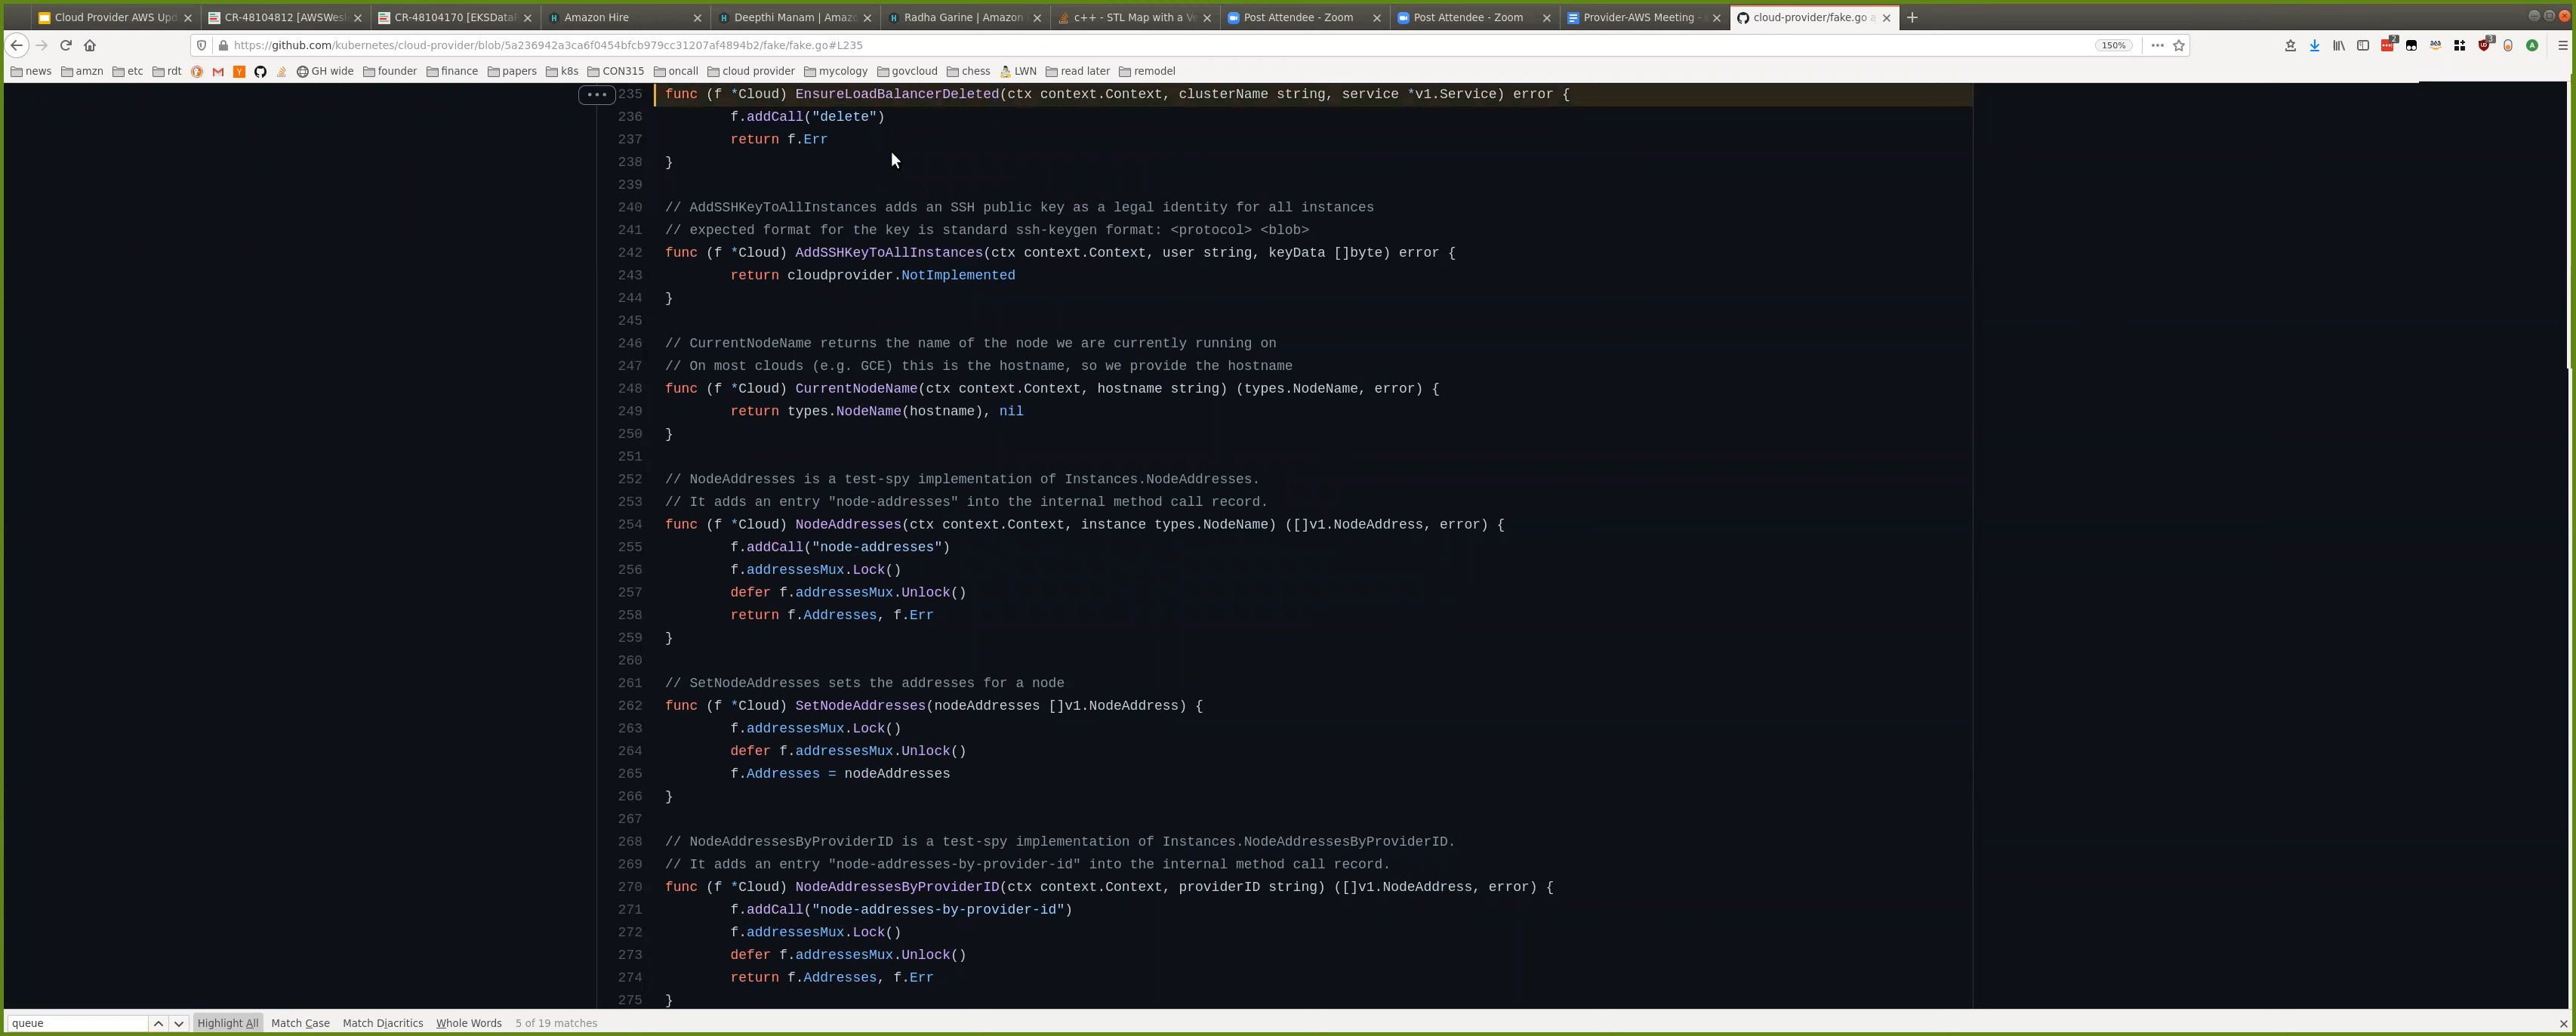 Cloud Provider AWS Upd
CR-48104812 [AWSWes
CR-48104170 [EKSData
Amazon Hire
Deepthi Manam | Amaz
Radha Garine | Amazon
c++ - STL Map with a Ve
Post Attendee - Zoom
Post Attendee - Zoom
Provider-AWS Meeting -
cloud-provider/fake.go
https://github.com/kubernetes/cloud-provider/blob/5a236942a3ca6f0454bfcb979cc31207af4894b2/fake/fake.go#L235
150%
news amzn etc rdt GH wide founder finance papers k8s CON315 oncall cloud provider mycology govcloud chess LWN read later remodel
235 func (f *Cloud) EnsureLoadBalancerDeleted(ctx context.Context, clusterName string, service *v1.Service) error {
236 f.addCall("delete")
237 return f.Err
238 }
239
240 // AddSSHKeyToAllInstances adds an SSH public key as a legal identity for all instances
241 // expected format for the key is standard ssh-keygen format: <protocol> <blob>
242 func (f *Cloud) AddSSHKeyToAllInstances(ctx context.Context, user string, keyData []byte) error {
243 return cloudprovider.NotImplemented
244 }
245
246 // CurrentNodeName returns the name of the node we are currently running on
247 // On most clouds (e.g. GCE) this is the hostname, so we provide the hostname
248 func (f *Cloud) CurrentNodeName(ctx context.Context, hostname string) (types.NodeName, error) {
249 return types.NodeName(hostname), nil
250 }
251
252 // NodeAddresses is a test-spy implementation of Instances.NodeAddresses.
253 // It adds an entry "node-addresses" into the internal method call record.
254 func (f *Cloud) NodeAddresses(ctx context.Context, instance types.NodeName) ([]v1.NodeAddress, error) {
255 f.addCall("node-addresses")
256 f.addressesMux.Lock()
257 defer f.addressesMux.Unlock()
258 return f.Addresses, f.Err
259 }
260
261 // SetNodeAddresses sets the addresses for a node
262 func (f *Cloud) SetNodeAddresses(nodeAddresses []v1.NodeAddress) {
263 f.addressesMux.Lock()
264 defer f.addressesMux.Unlock()
265 f.Addresses = nodeAddresses
266 }
267
268 // NodeAddressesByProviderID is a test-spy implementation of Instances.NodeAddressesByProviderID.
269 // It adds an entry "node-addresses-by-provider-id" into the internal method call record.
270 func (f *Cloud) NodeAddressesByProviderID(ctx context.Context, providerID string) ([]v1.NodeAddress, error) {
271 f.addCall("node-addresses-by-provider-id")
272 f.addressesMux.Lock()
273 defer f.addressesMux.Unlock()
274 return f.Addresses, f.Err
275 }
queue Highlight All Match Case Match Diacritics Whole Words 5 of 19 matches